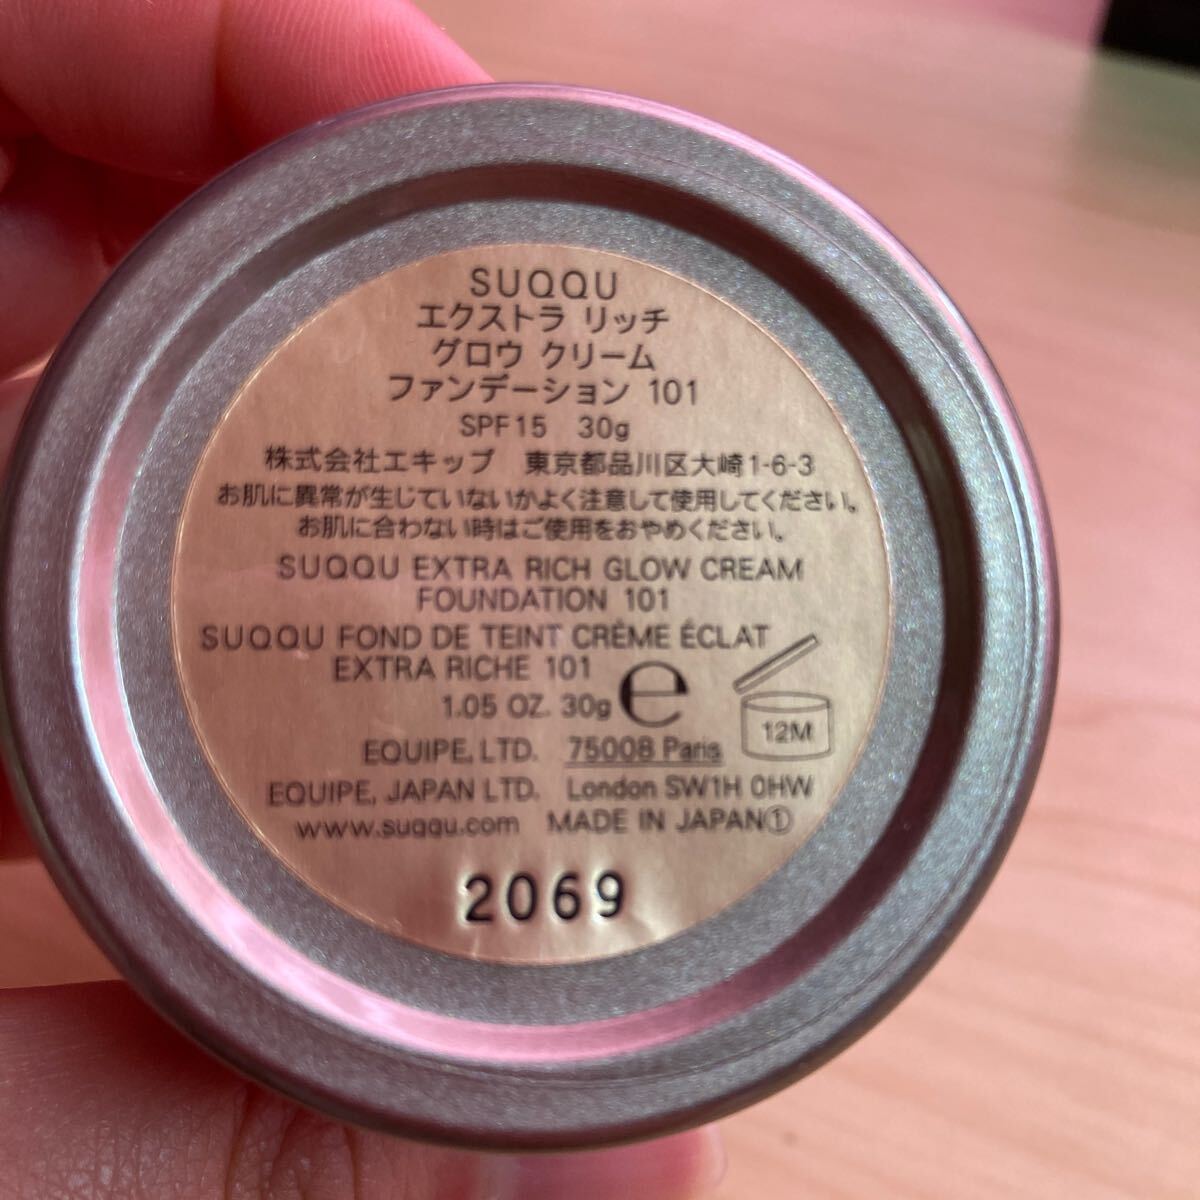 SUQQU
エクストラ リッチ
グロウ クリーム
ファンデーション 101
SPF15 30g
株式会社エキップ 東京都品川区大崎1-6-3
お肌に異常が生じていないかよく注意して使用してください。
お肌に合わない時はご使用をおやめください。
SUQQU EXTRA RICH GLOW CREAM
FOUNDATION 101
SUQQU FOND DE TEINT CRÈME ÉCLAT
EXTRA RICHE 101
1.05 OZ. 30g e
12M
EQUIPE, LTD. 75008 Paris
EQUIPE, JAPAN LTD. London SW1H 0HW
www.suqqu.com MADE IN JAPAN①
2069